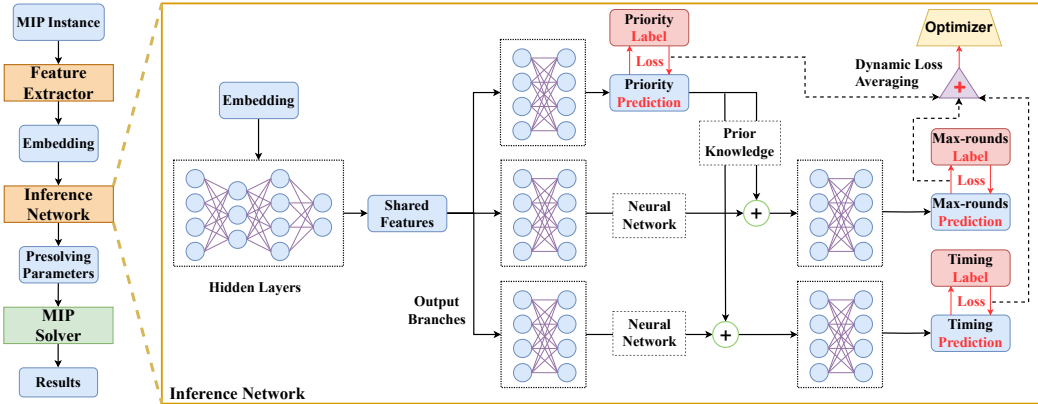 MIP Instance
Feature
Extractor
Embedding
Inference
Network
Presolving
Parameters
MIP
Solver
Results
Embedding
Hidden Layers
Shared
Features
Output
Branches
Priority
Label
Loss
Priority
Prediction
Prior
Knowledge
Neural
Network
+
Neural
Network
+
Optimizer
Dynamic Loss
Averaging
+
Max-rounds
Label
Loss
Max-rounds
Prediction
Timing
Label
Loss
Timing
Prediction
Inference Network